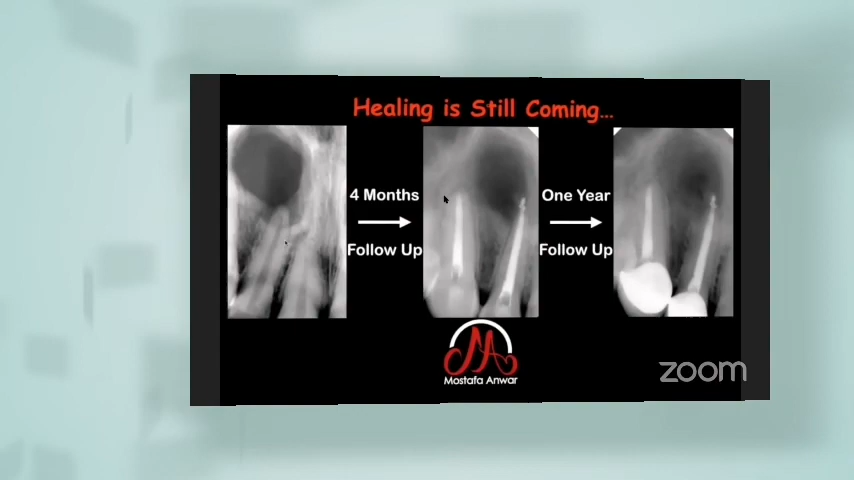 Healing is Still Coming...
4 Months
Follow Up
One Year
Follow Up
Mostafa Anwar
zoom